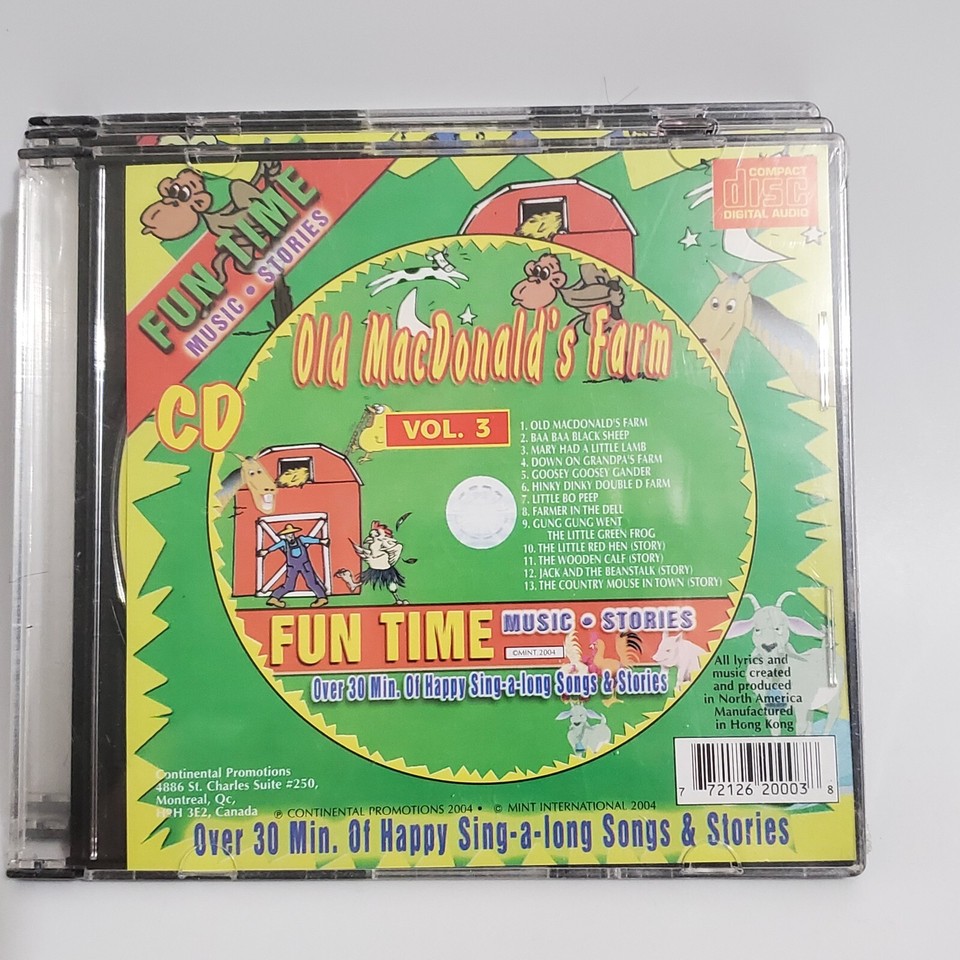 FUN TIME
MUSIC • STORIES
COMPACT
disc
DIGITAL AUDIO
CD
Old MacDonald's Farm
VOL. 3
1. OLD MACDONALD'S FARM
2. BAA BAA BLACK SHEEP
3. MARY HAD A LITTLE LAMB
4. DOWN ON GRANDPA'S FARM
5. GOOSEY GOOSEY GANDER
6. HINKY DINKY DOUBLE D FARM
7. LITTLE BO PEEP
8. FARMER IN THE DELL
9. GUNG GUNG WENT
THE LITTLE GREEN FROG
10. THE LITTLE RED HEN (STORY)
11. THE WOODEN CALF (STORY)
12. JACK AND THE BEANSTALK (STORY)
13. THE COUNTRY MOUSE IN TOWN (STORY)
FUN TIME MUSIC • STORIES
©MINT 2004
Over 30 Min. Of Happy Sing-a-long Songs & Stories
All lyrics and
music created
and produced
in North America
Manufactured
in Hong Kong
7 72126 20003 8
Continental Promotions
4886 St. Charles Suite #250,
Montreal, Qc,
H9H 3E2, Canada
℗ CONTINENTAL PROMOTIONS 2004 • © MINT INTERNATIONAL 2004
Over 30 Min. Of Happy Sing-a-long Songs & Stories